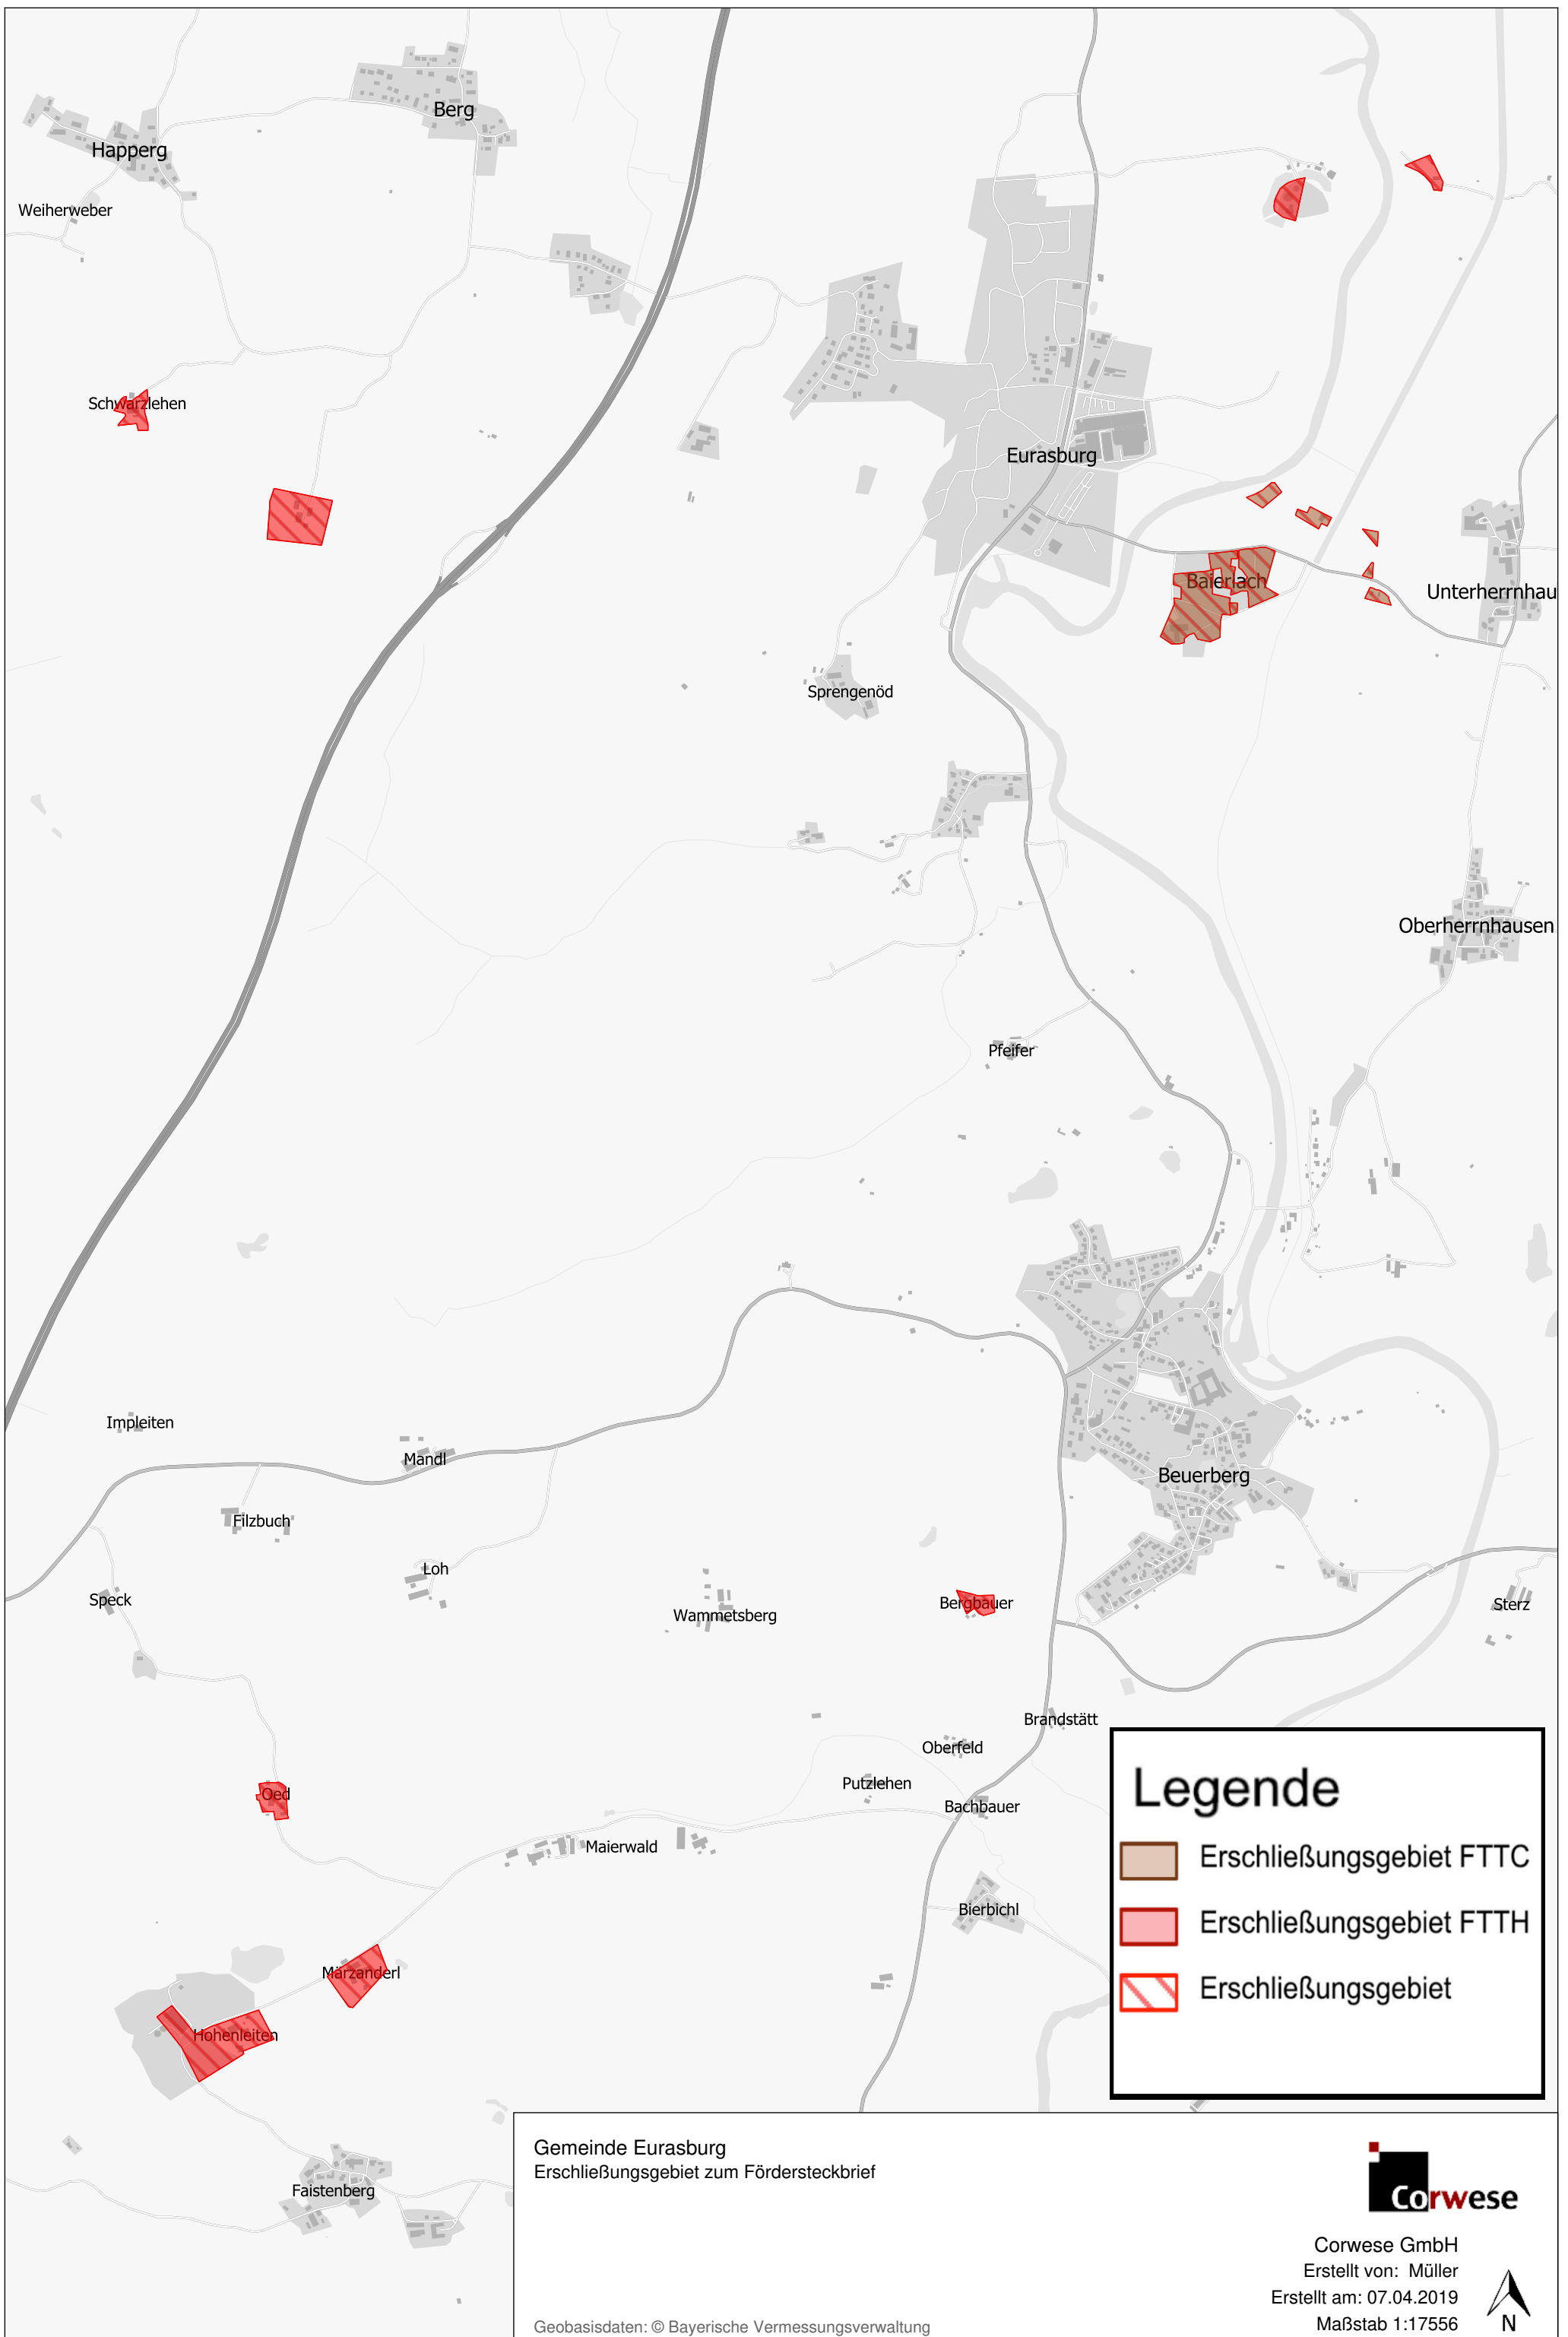 Berg
Happerg
Weiherweber
Schwarzlehen
Eurasburg
Baierlach
Unterherrnhau
Sprengenöd
Oberherrnhausen
Pfeifer
Impleiten
Mandl
Beuerberg
Filzbuch
Loh
Speck
Bergbauer
Sterz
Wammetsberg
Brandstätt
Oberfeld
Putzlehen
Oed
Bachbauer
Maierwald
Bierbichl
Märzanderl
Hohenleiten
Faistenberg
Legende
Erschließungsgebiet FTTC
Erschließungsgebiet FTTH
Erschließungsgebiet
Gemeinde Eurasburg
Erschließungsgebiet zum Fördersteckbrief
Corwese
Corwese GmbH
Erstellt von: Müller
Erstellt am: 07.04.2019
Maßstab 1:17556
N
Geobasisdaten: © Bayerische Vermessungsverwaltung